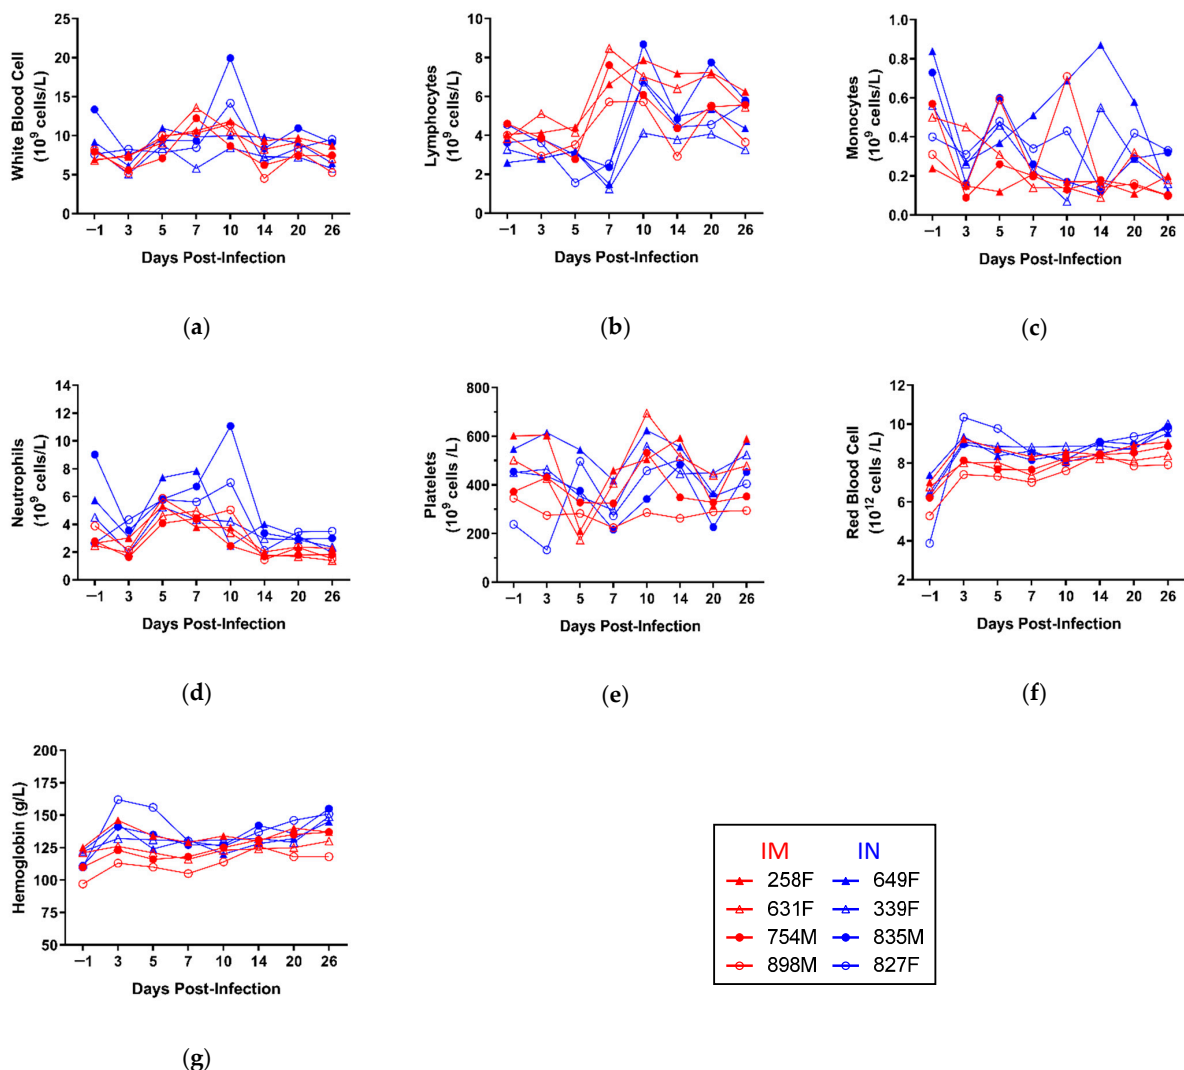 25
20
15
10
5
0
White Blood Cell
(10⁹ cells/L)
−1 3 5 7 10 14 20 26
Days Post-Infection
(a)
10
8
6
4
2
0
Lymphocytes
(10⁹ cells/L)
−1 3 5 7 10 14 20 26
Days Post-Infection
(b)
1.0
0.8
0.6
0.4
0.2
0.0
Monocytes
(10⁹ cells/L)
−1 3 5 7 10 14 20 26
Days Post-Infection
(c)
14
12
10
8
6
4
2
0
Neutrophils
(10⁹ cells/L)
−1 3 5 7 10 14 20 26
Days Post-Infection
(d)
800
600
400
200
0
Platelets
(10⁹ cells /L)
−1 3 5 7 10 14 20 26
Days Post-Infection
(e)
12
10
8
6
4
2
Red Blood Cell
(10¹² cells /L)
−1 3 5 7 10 14 20 26
Days Post-Infection
(f)
200
175
150
125
100
75
50
Hemoglobin (g/L)
−1 3 5 7 10 14 20 26
Days Post-Infection
(g)
IM IN
258F 649F
631F 339F
754M 835M
898M 827F